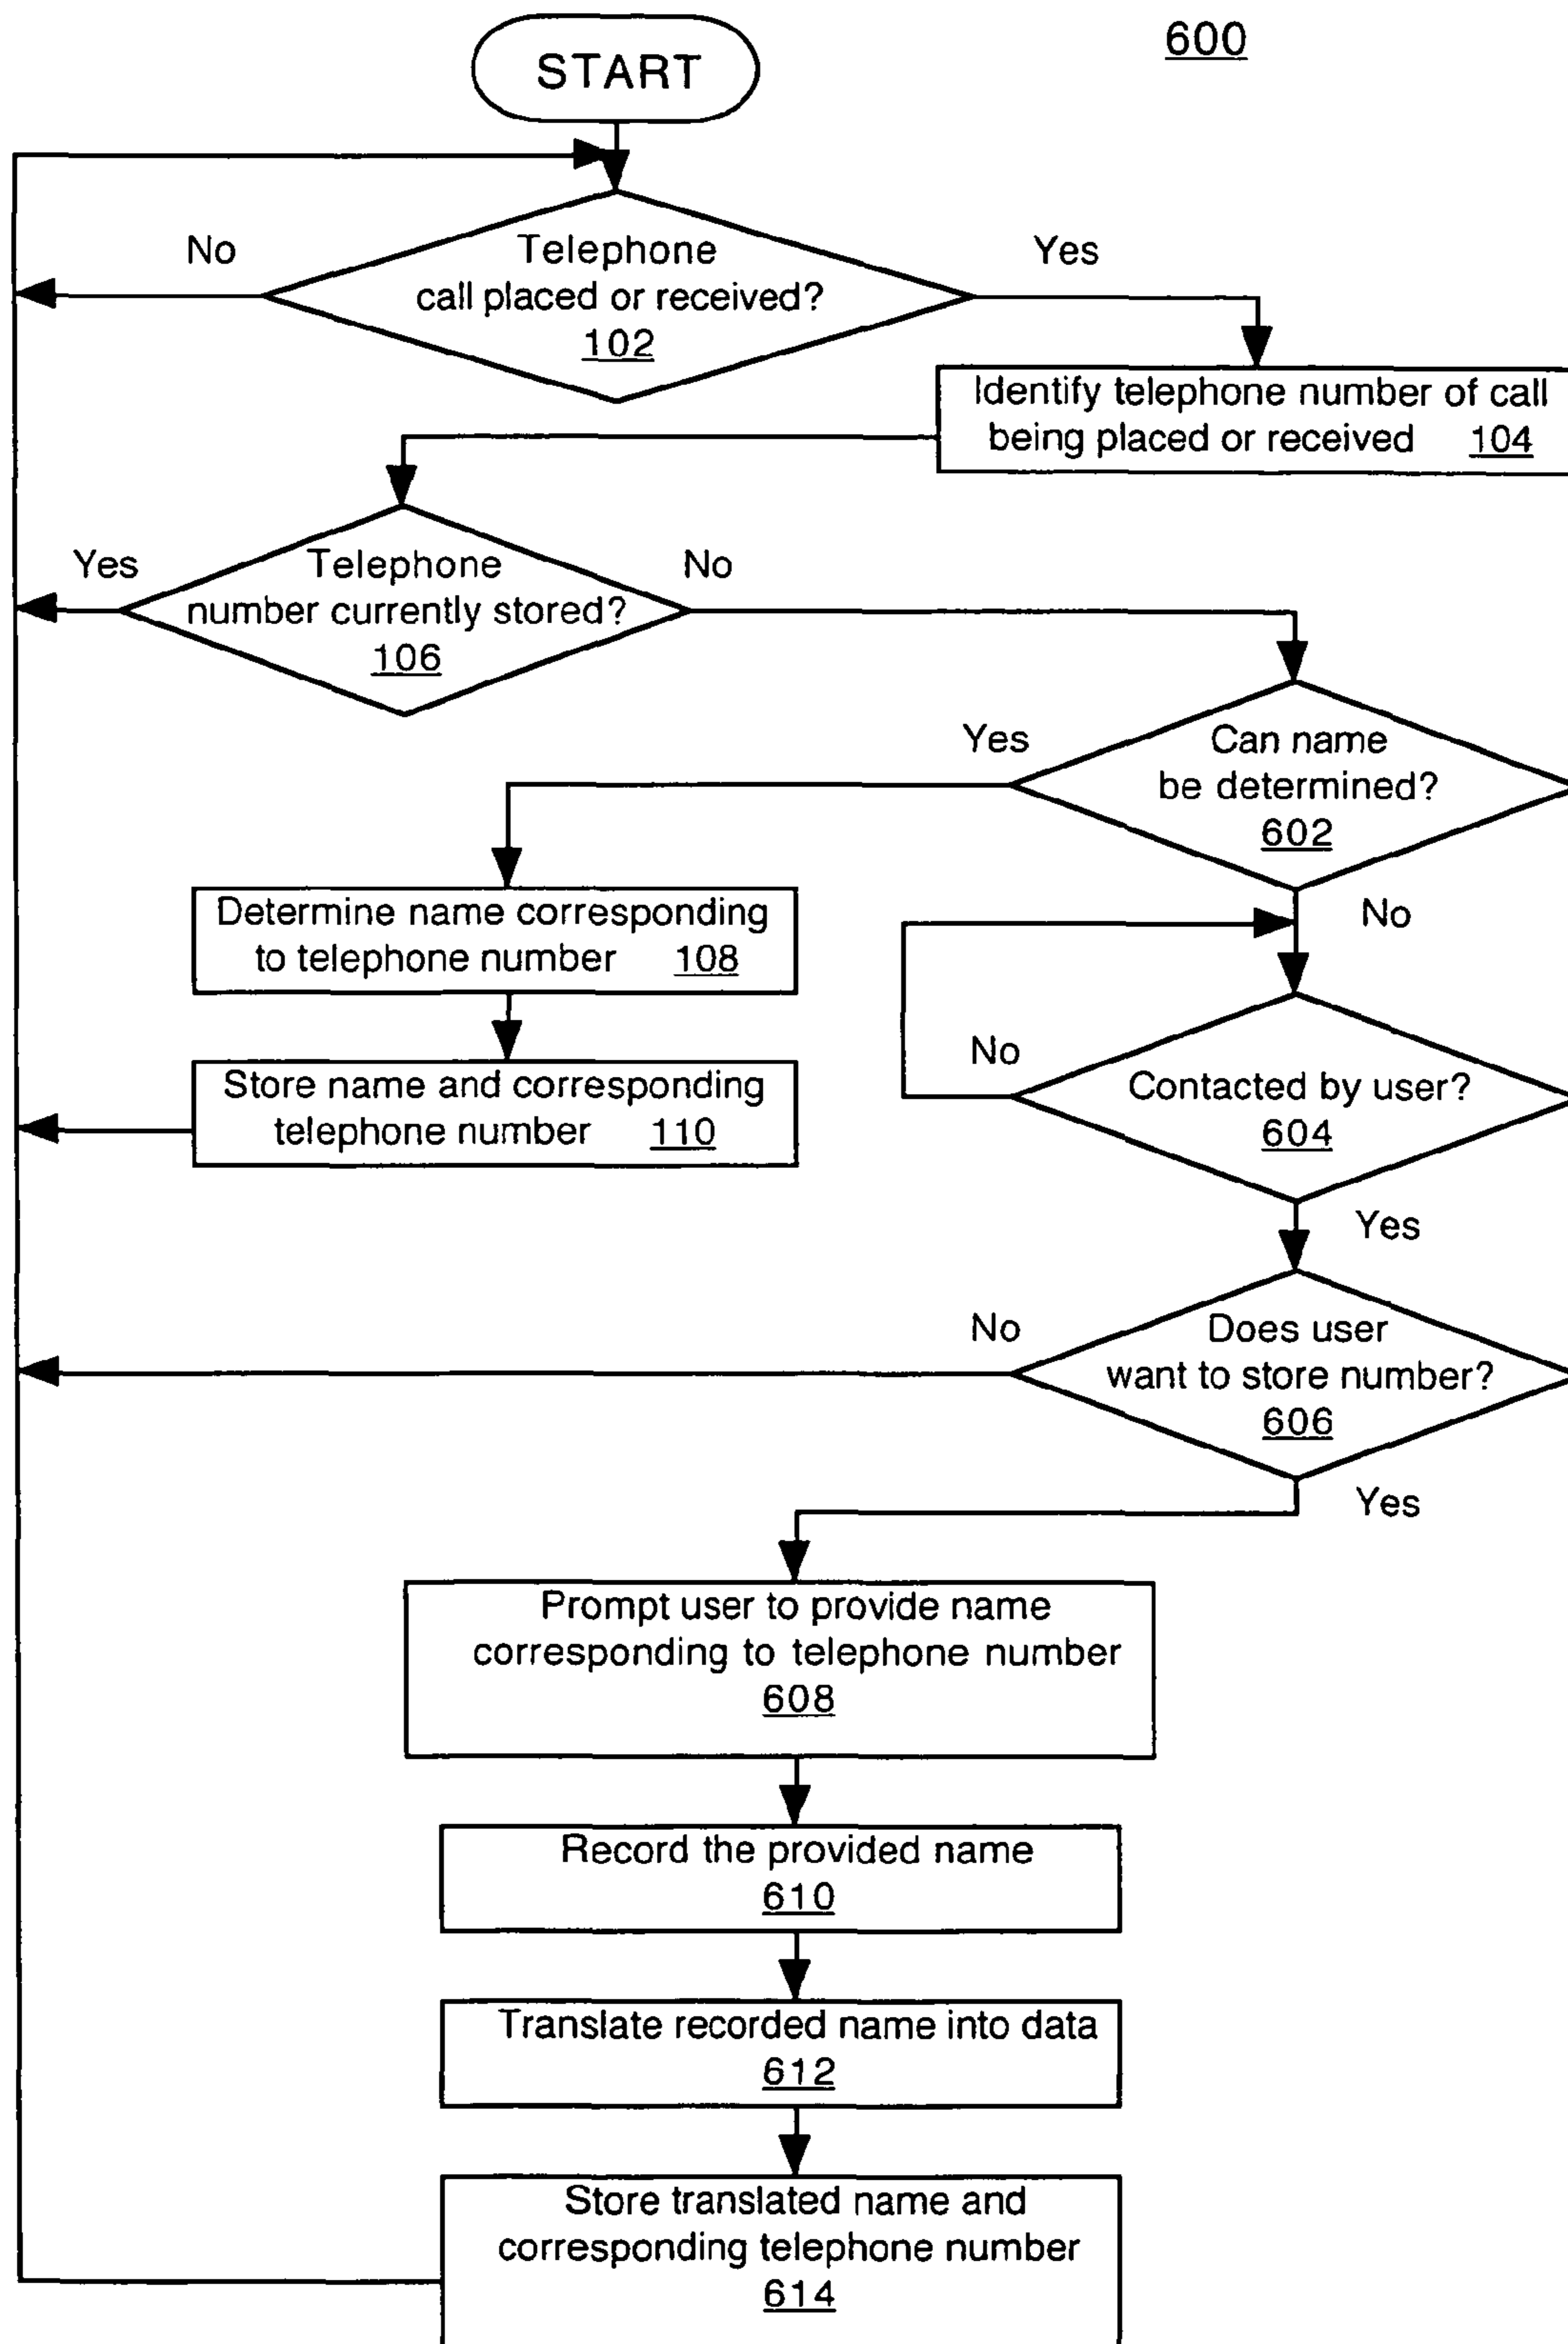 600
START
No
Telephone
call placed or received?
102
Yes
Identify telephone number of call
being placed or received 104
Yes
Telephone
number currently stored?
106
No
Yes
Can name
be determined?
602
No
Determine name corresponding
to telephone number 108
Store name and corresponding
telephone number 110
No
Contacted by user?
604
Yes
No
Does user
want to store number?
606
Yes
Prompt user to provide name
corresponding to telephone number
608
Record the provided name
610
Translate recorded name into data
612
Store translated name and
corresponding telephone number
614